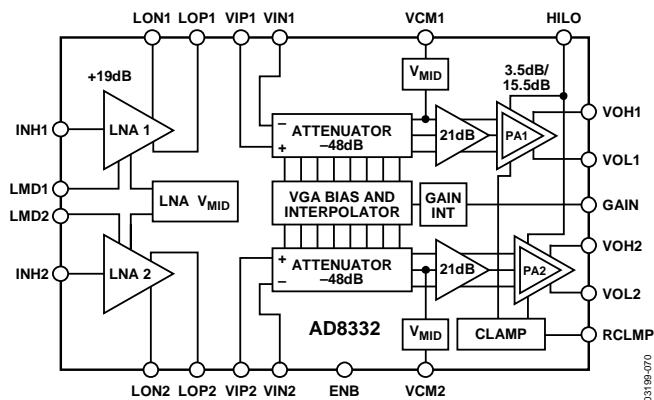 LON1 LOP1 VIP1 VIN1 VCM1 HILO
+19dB
VMID
3.5dB/
15.5dB
INH1
LNA 1
–
+
ATTENUATOR
–48dB
21dB
PA1
VOH1
VOL1
LMD1
LMD2
LNA VMID
VGA BIAS AND
INTERPOLATOR
GAIN
INT
GAIN
INH2
LNA 2
+
–
ATTENUATOR
–48dB
21dB
PA2
VOH2
VOL2
AD8332
VMID
CLAMP
RCLMP
LON2 LOP2 VIP2 VIN2 ENB VCM2
03199-070